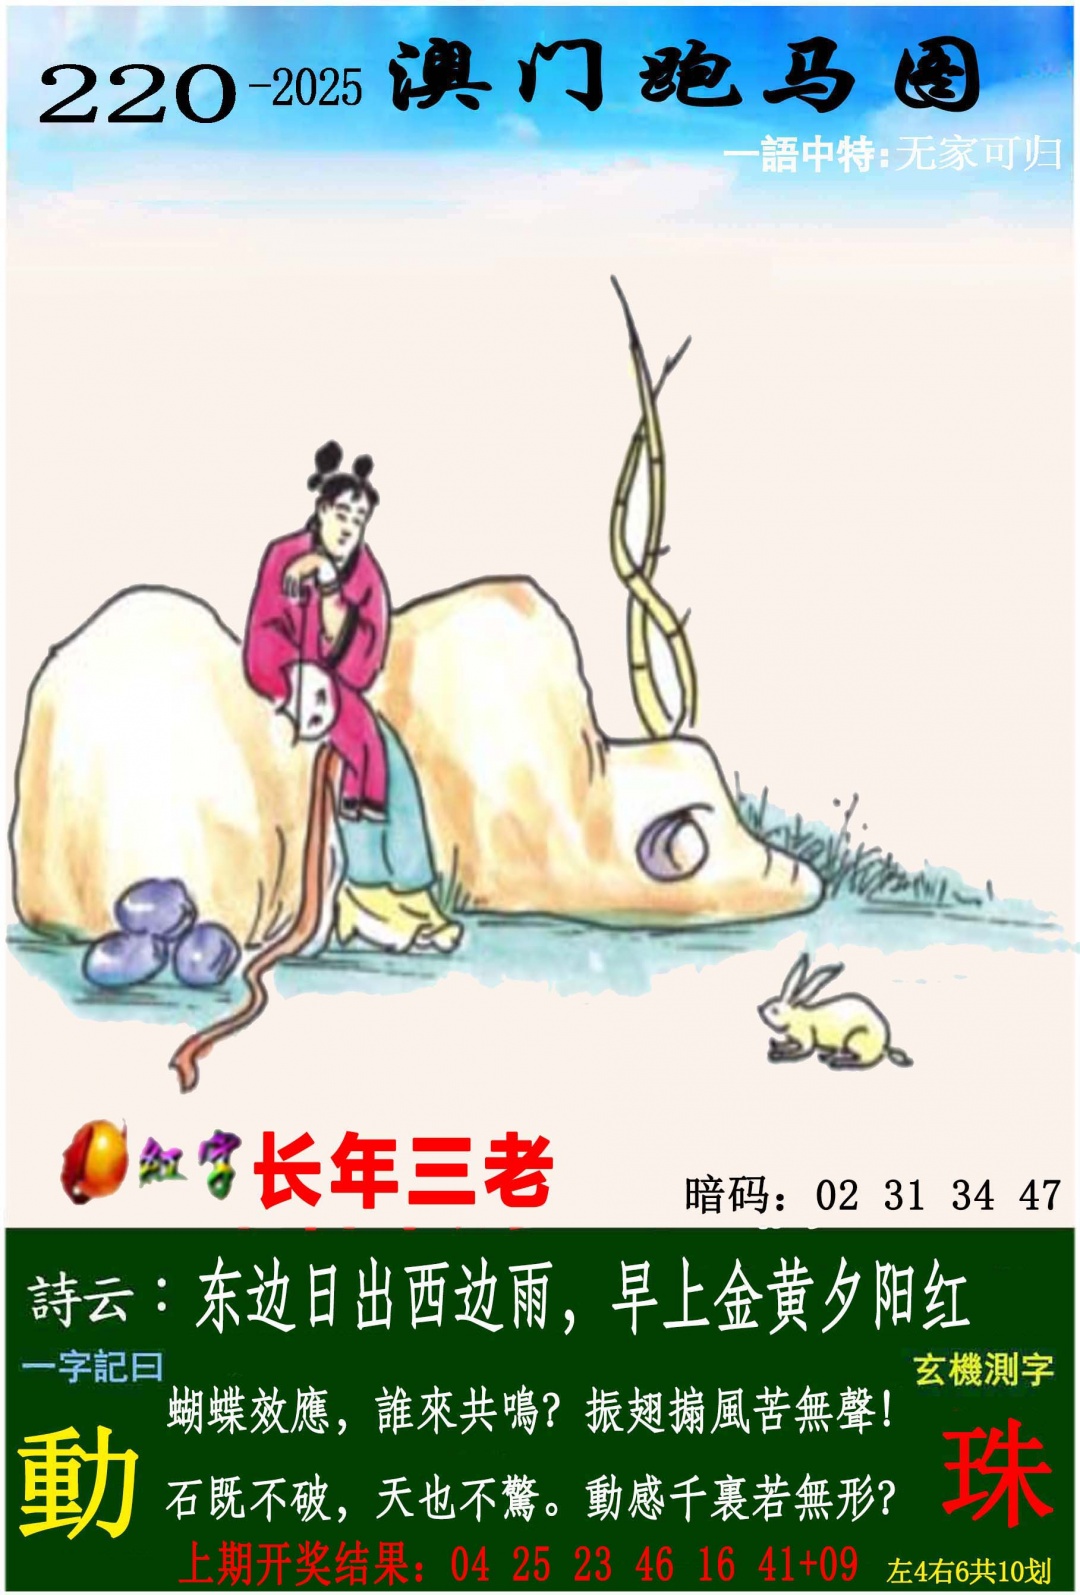 220-2025 澳门跑马图
一語中特:无家可归
红字 长年三老
暗码：02 31 34 47
詩云：东边日出西边雨，早上金黄夕阳红
一字記曰
玄機測字
蝴蝶效應，誰來共鳴？振翅搧風苦無聲！
動
珠
石既不破，天也不驚。動感千裏若無形？
上期开奖结果：04 25 23 46 16 41+09
左4右6共10划